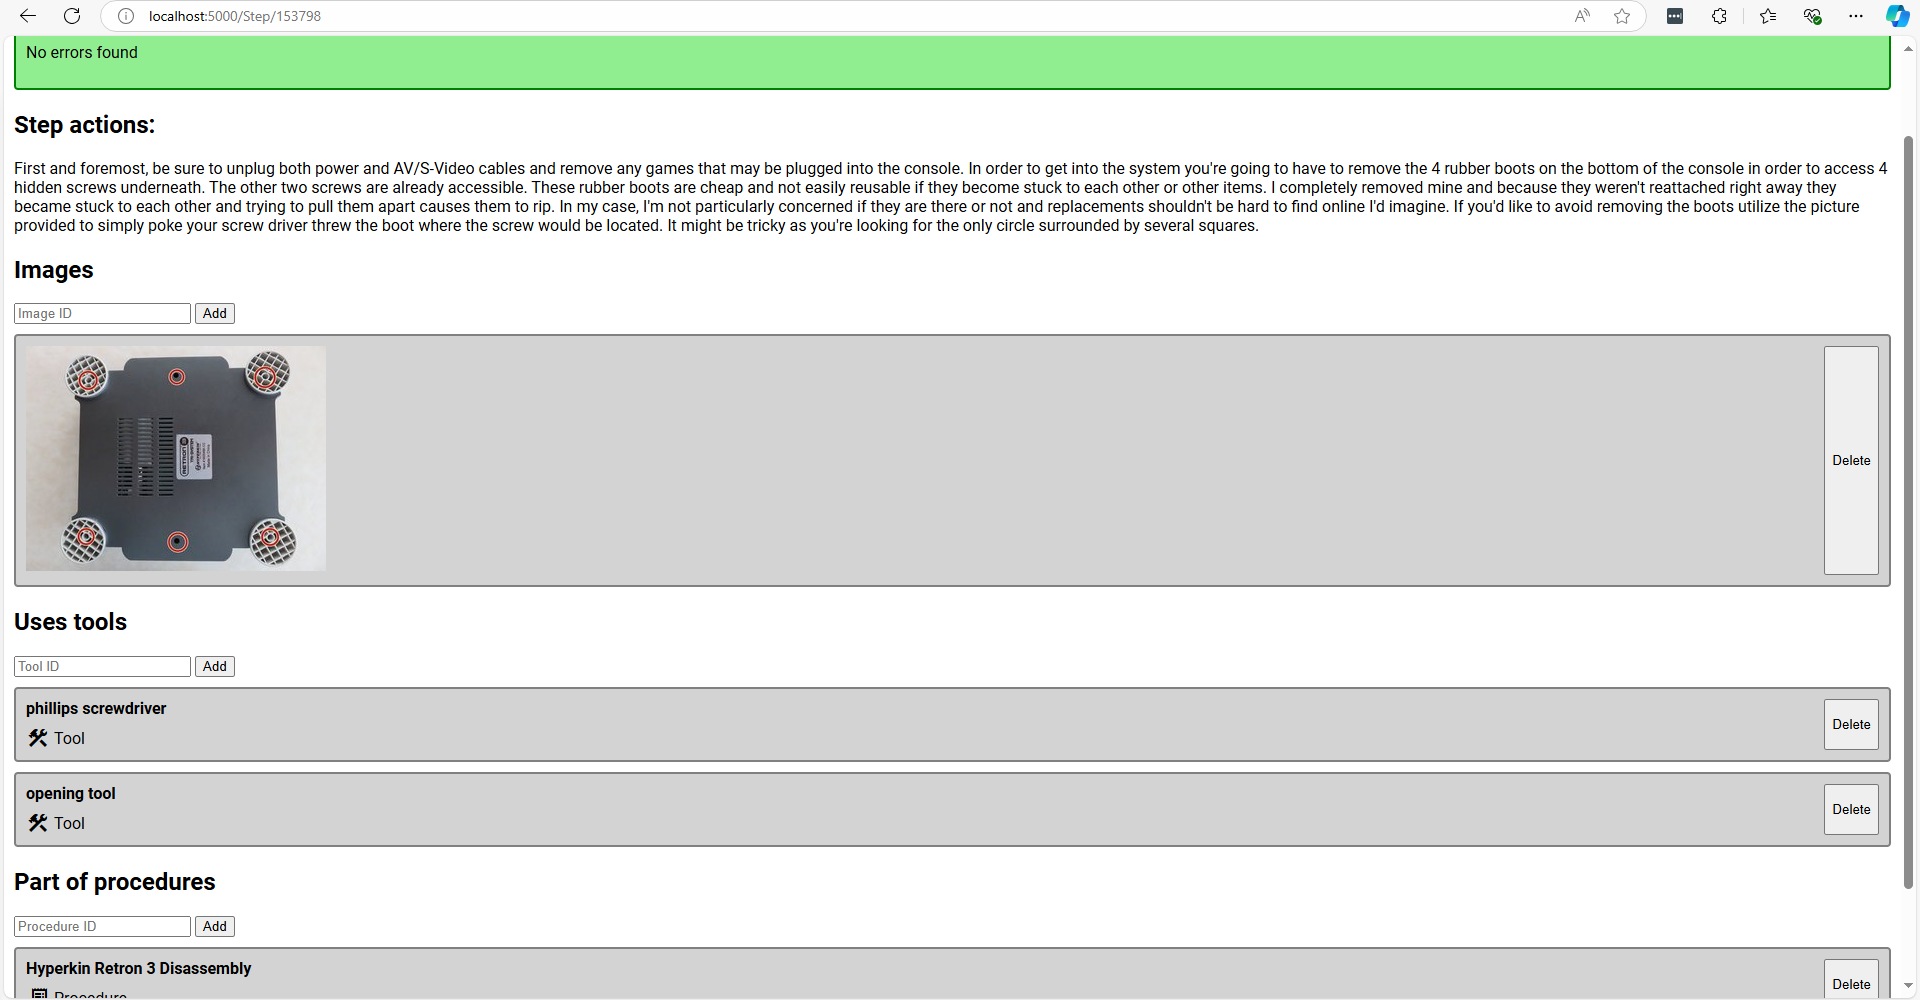 localhost:5000/Step/153798
No errors found
Step actions:
First and foremost, be sure to unplug both power and AV/S-Video cables and remove any games that may be plugged into the console. In order to get into the system you're going to have to remove the 4 rubber boots on the bottom of the console in order to access 4
hidden screws underneath. The other two screws are already accessible. These rubber boots are cheap and not easily reusable if they become stuck to each other or other items. I completely removed mine and because they weren't reattached right away they
became stuck to each other and trying to pull them apart causes them to rip. In my case, I'm not particularly concerned if they are there or not and replacements shouldn't be hard to find online I'd imagine. If you'd like to avoid removing the boots utilize the picture
provided to simply poke your screw driver threw the boot where the screw would be located. It might be tricky as you're looking for the only circle surrounded by several squares.
Images
Image ID Add
RETRON
Delete
Uses tools
Tool ID Add
phillips screwdriver
Tool
Delete
opening tool
Tool
Delete
Part of procedures
Procedure ID Add
Hyperkin Retron 3 Disassembly
Procedure
Delete